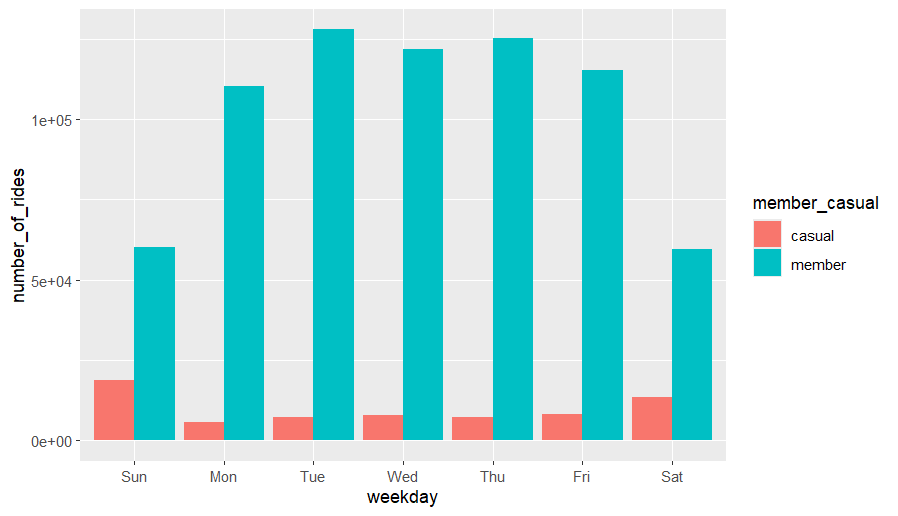 number_of_rides
1e+05
5e+04
0e+00
Sun Mon Tue Wed Thu Fri Sat
weekday
member_casual
casual
member